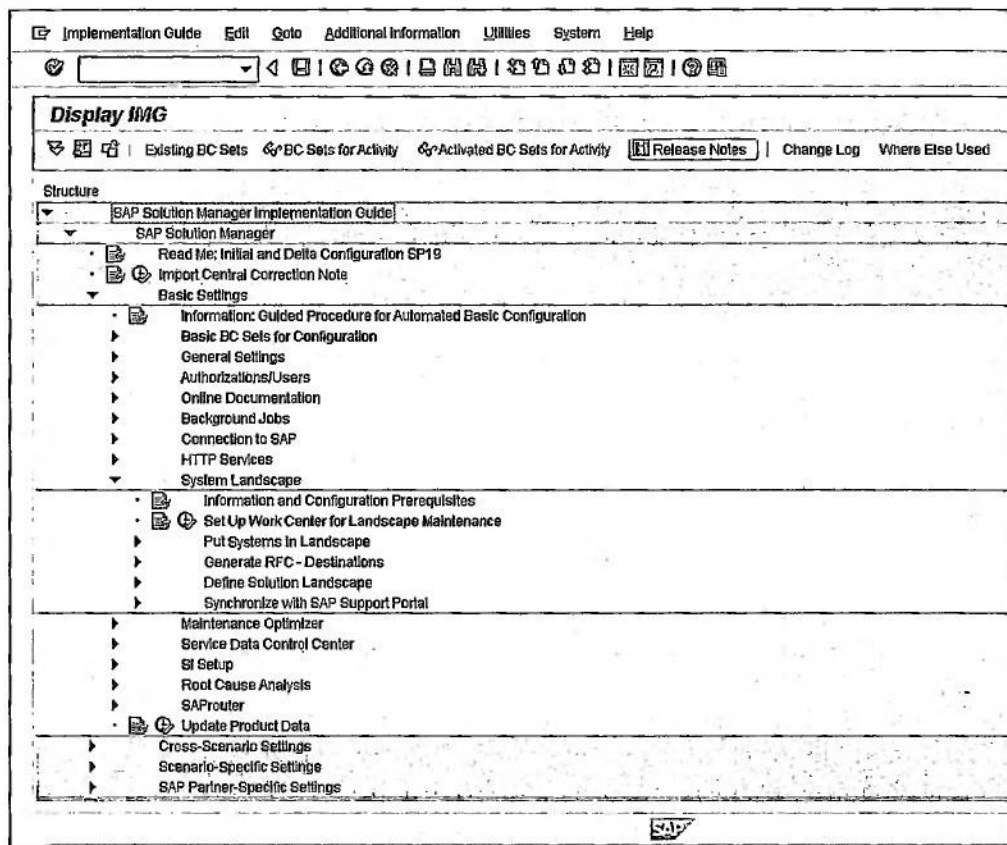 Implementation Guide Edit Goto Additional Information Utilities System Help
Display IMG
Existing BC Sets BC Sets for Activity Activated BC Sets for Activity Release Notes Change Log Where Else Used
Structure
SAP Solution Manager Implementation Guide
SAP Solution Manager
Read Me: Initial and Delta Configuration SP19
Import Central Correction Note
Basic Settings
Information: Guided Procedure for Automated Basic Configuration
Basic BC Sets for Configuration
General Settings
Authorizations/Users
Online Documentation
Background Jobs
Connection to SAP
HTTP Services
System Landscape
Information and Configuration Prerequisites
Set Up Work Center for Landscape Maintenance
Put Systems in Landscape
Generate RFC - Destinations
Define Solution Landscape
Synchronize with SAP Support Portal
Maintenance Optimizer
Service Data Control Center
SI Setup
Root Cause Analysis
SAProuter
Update Product Data
Cross-Scenario Settings
Scenario-Specific Settings
SAP Partner-Specific Settings
SAP